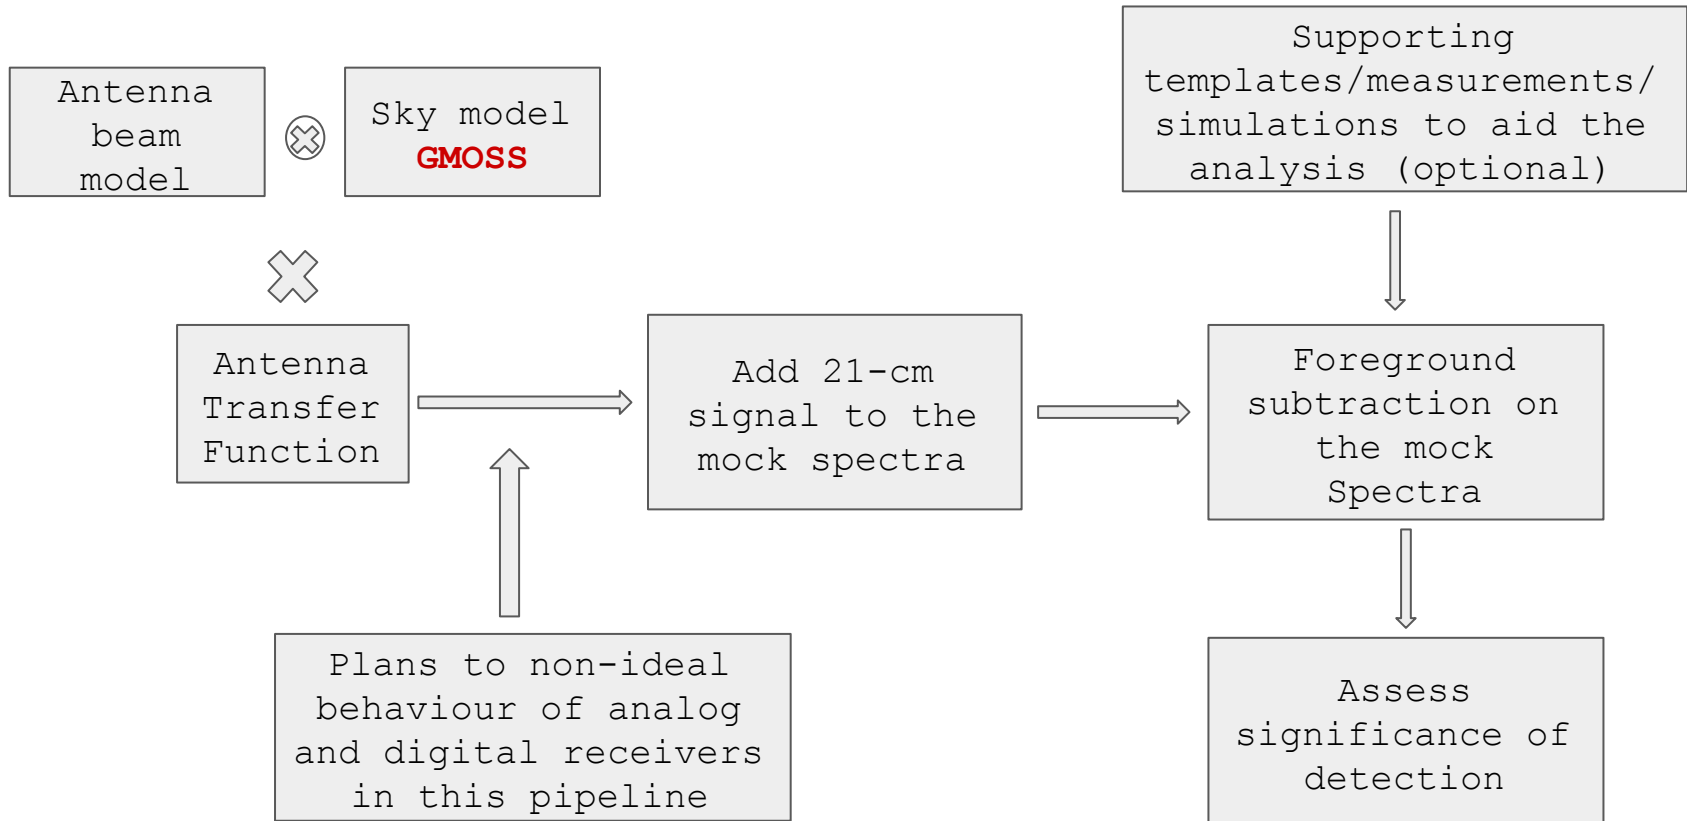 Antenna
beam
model
Sky model
GMOSS
Supporting
templates/measurements/
simulations to aid the
analysis (optional)
Antenna
Transfer
Function
Add 21-cm
signal to the
mock spectra
Foreground
subtraction on
the mock
Spectra
Plans to non-ideal
behaviour of analog
and digital receivers
in this pipeline
Assess
significance of
detection